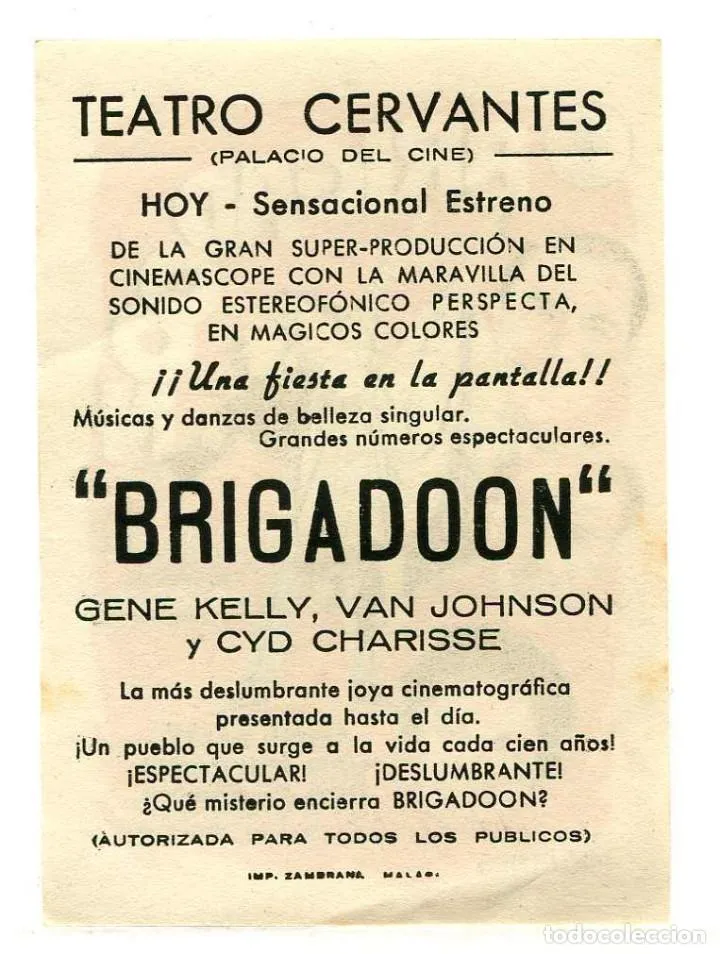 TEATRO CERVANTES
(PALACIO DEL CINE)
HOY - Sensacional Estreno
DE LA GRAN SUPER-PRODUCCIÓN EN
CINEMASCOPE CON LA MARAVILLA DEL
SONIDO ESTEREOFÓNICO PERSPECTA,
EN MAGICOS COLORES
¡¡Una fiesta en la pantalla!!
Músicas y danzas de belleza singular.
Grandes números espectaculares.
"BRIGADOON"
GENE KELLY, VAN JOHNSON
y CYD CHARISSE
La más deslumbrante joya cinematográfica
presentada hasta el día.
¡Un pueblo que surge a la vida cada cien años!
¡ESPECTACULAR! ¡DESLUMBRANTE!
¿Qué misterio encierra BRIGADOON?
(AUTORIZADA PARA TODOS LOS PUBLICOS)
IMP. ZAMBRANA MALAGA
todocoleccion